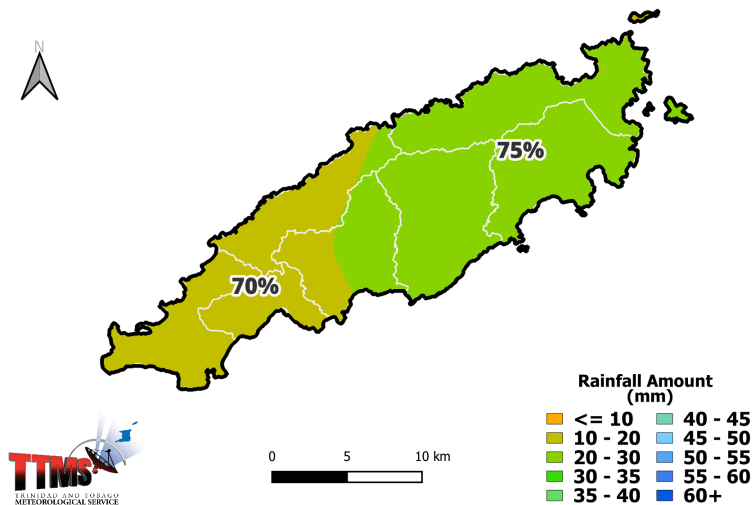 N
75%
70%
Rainfall Amount
(mm)
<= 10
10 - 20
20 - 30
30 - 35
35 - 40
40 - 45
45 - 50
50 - 55
55 - 60
60+
0 5 10 km
TTMS
TRINIDAD AND TOBAGO
METEOROLOGICAL SERVICE